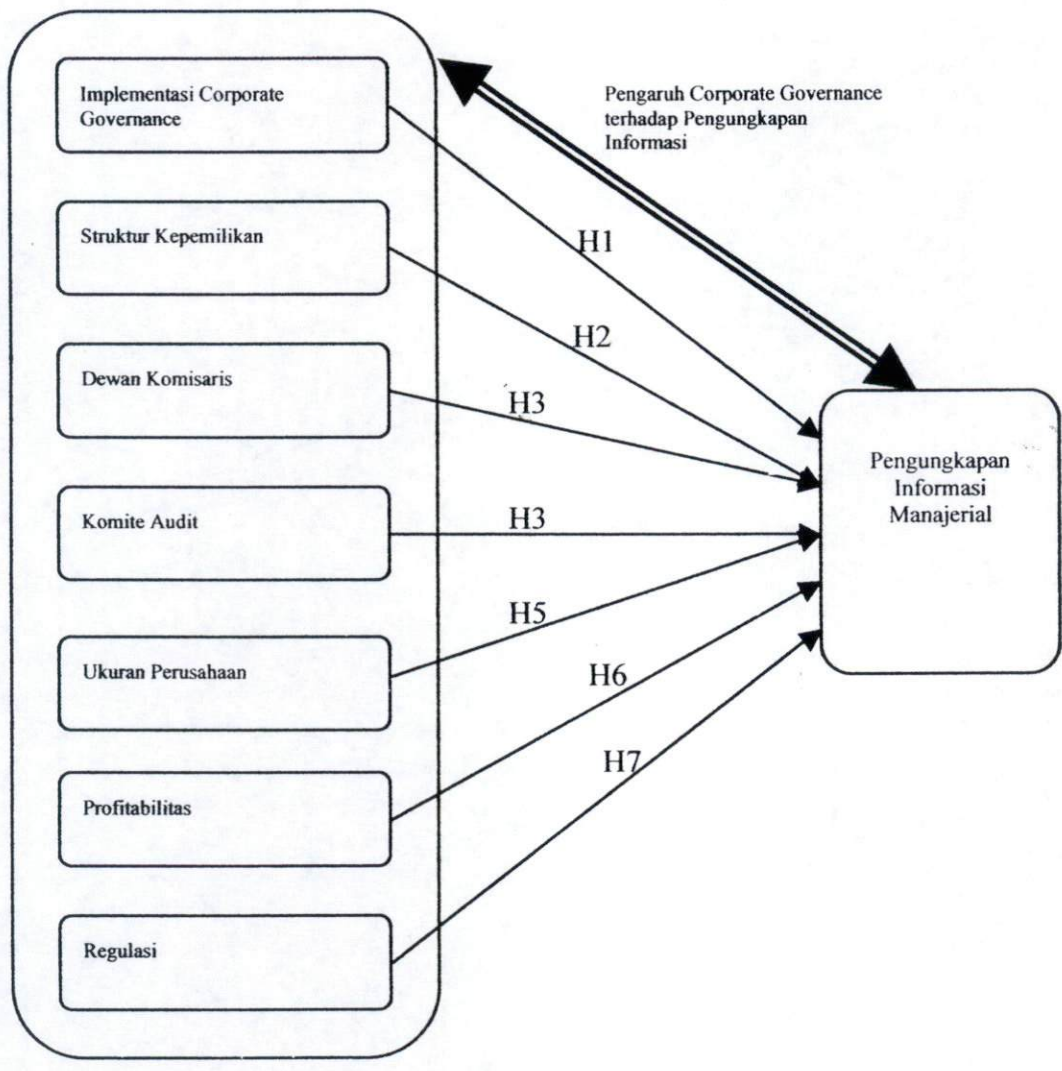 Implementasi Corporate
Governance
Pengaruh Corporate Governance
terhadap Pengungkapan
Informasi
Struktur Kepemilikan
H1
H2
Dewan Komisaris
H3
Pengungkapan
Informasi
Manajerial
Komite Audit
H3
Ukuran Perusahaan
H5
H6
Profitabilitas
H7
Regulasi